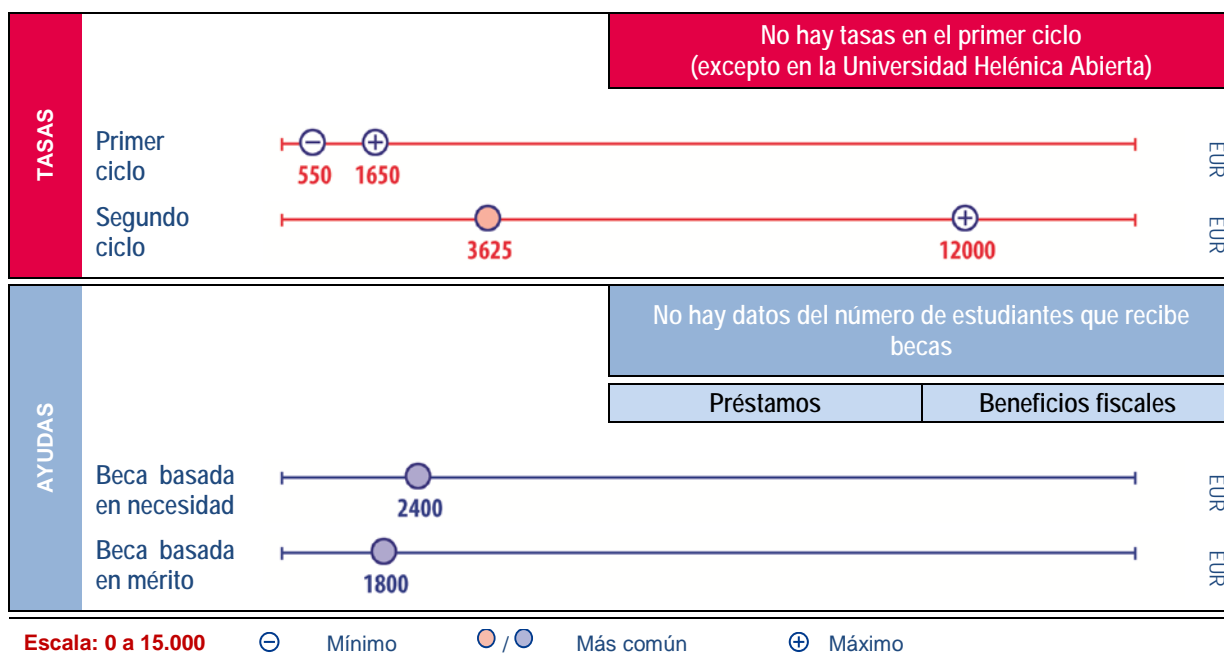 No hay tasas en el primer ciclo
(excepto en la Universidad Helénica Abierta)
TASAS
Primer
ciclo
550 1650
EUR
Segundo
ciclo
3625 12000
EUR
No hay datos del número de estudiantes que recibe
becas
Préstamos Beneficios fiscales
AYUDAS
Beca basada
en necesidad
2400
EUR
Beca basada
en mérito
1800
EUR
Escala: 0 a 15.000 Mínimo / Más común Máximo